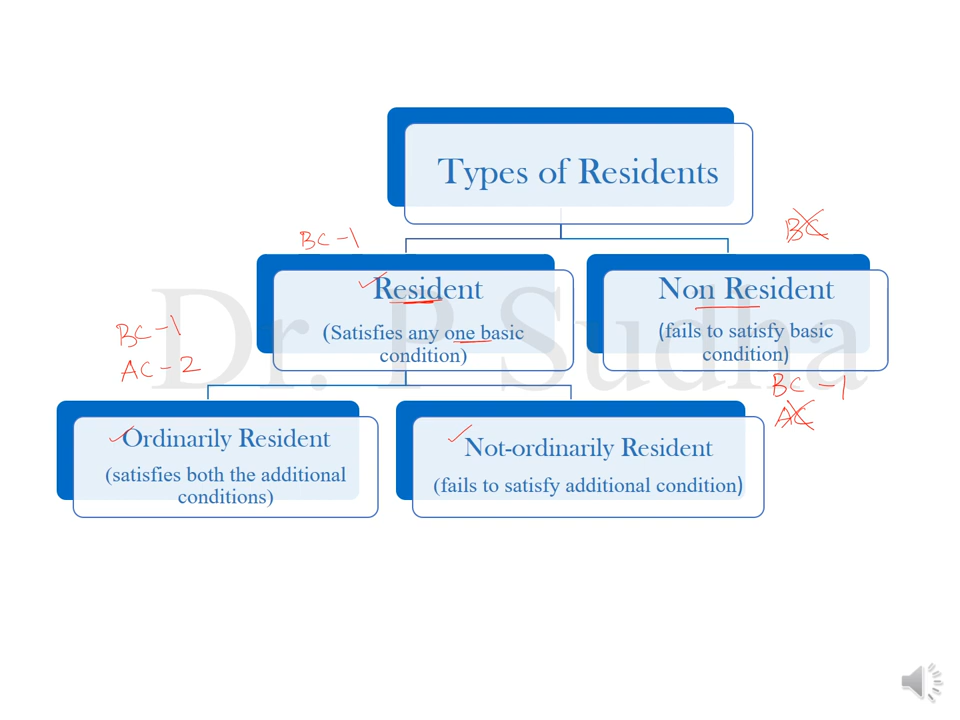 Types of Residents
BC
BC - 1
Resident
(Satisfies any one basic
condition)
Non Resident
(fails to satisfy basic
condition)
BC - 1
AC - 2
BC - 1
AC
Ordinarily Resident
(satisfies both the additional
conditions)
Not-ordinarily Resident
(fails to satisfy additional condition)
Dr. P Sudha